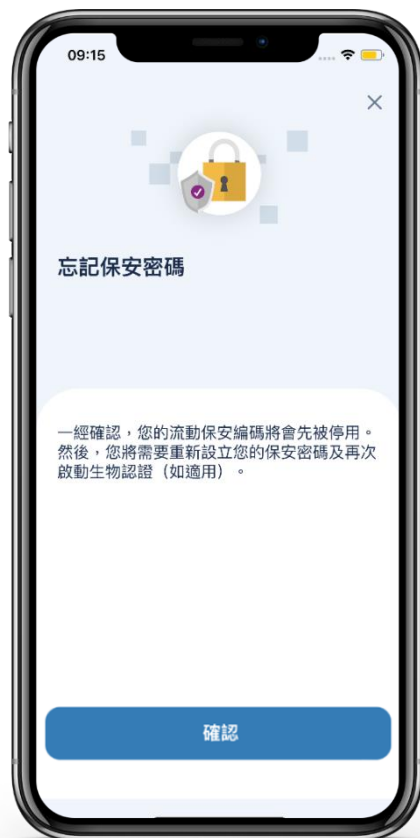 09:15
忘記保安密碼
一經確認，您的流動保安編碼將會先被停用。
然後，您將需要重新設立您的保安密碼及再次
啟動生物認證（如適用）。
確認